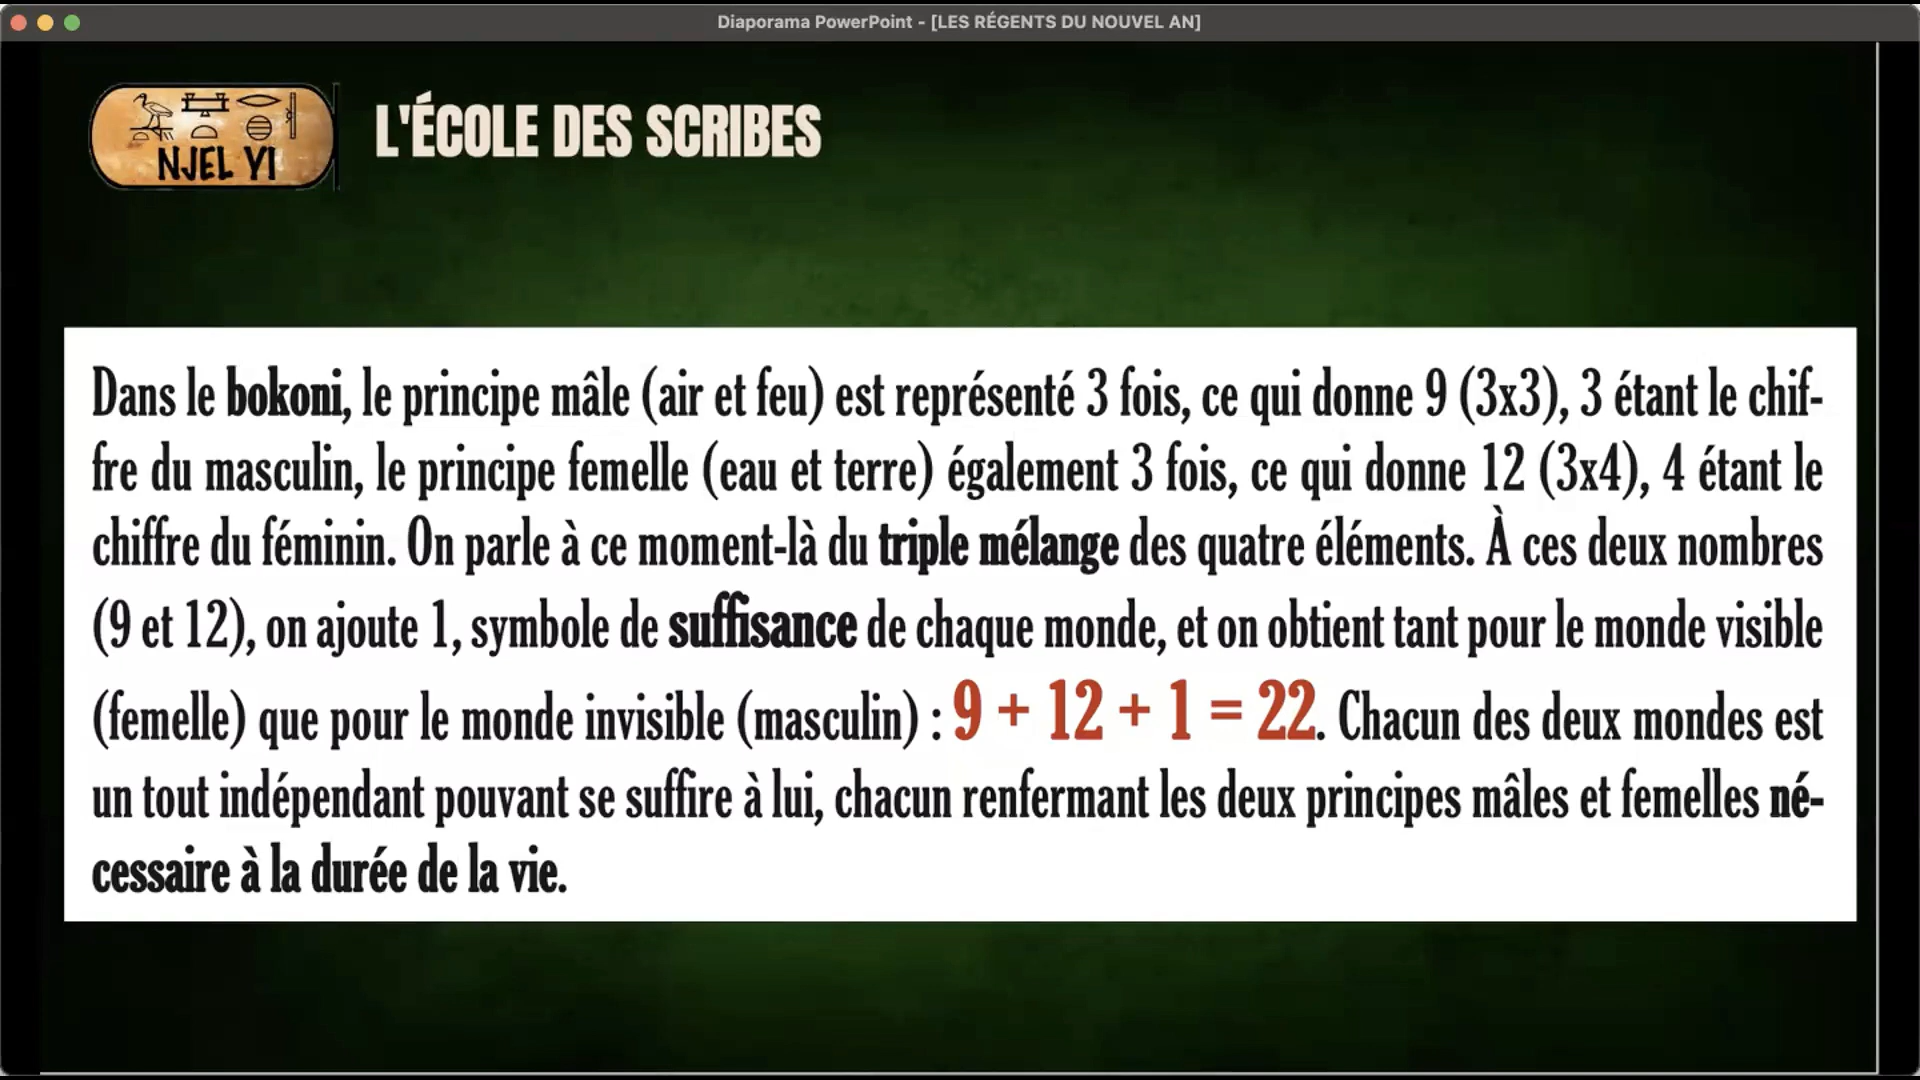 Diaporama PowerPoint - [LES RÉGENTS DU NOUVEL AN]
NJEL YI
L'ÉCOLE DES SCRIBES
Dans le bokoni, le principe mâle (air et feu) est représenté 3 fois, ce qui donne 9 (3x3), 3 étant le chif-
fre du masculin, le principe femelle (eau et terre) également 3 fois, ce qui donne 12 (3x4), 4 étant le
chiffre du féminin. On parle à ce moment-là du triple mélange des quatre éléments. À ces deux nombres
(9 et 12), on ajoute 1, symbole de suffisance de chaque monde, et on obtient tant pour le monde visible
(femelle) que pour le monde invisible (masculin) : 9 + 12 + 1 = 22. Chacun des deux mondes est
un tout indépendant pouvant se suffire à lui, chacun renfermant les deux principes mâles et femelles né-
cessaire à la durée de la vie.